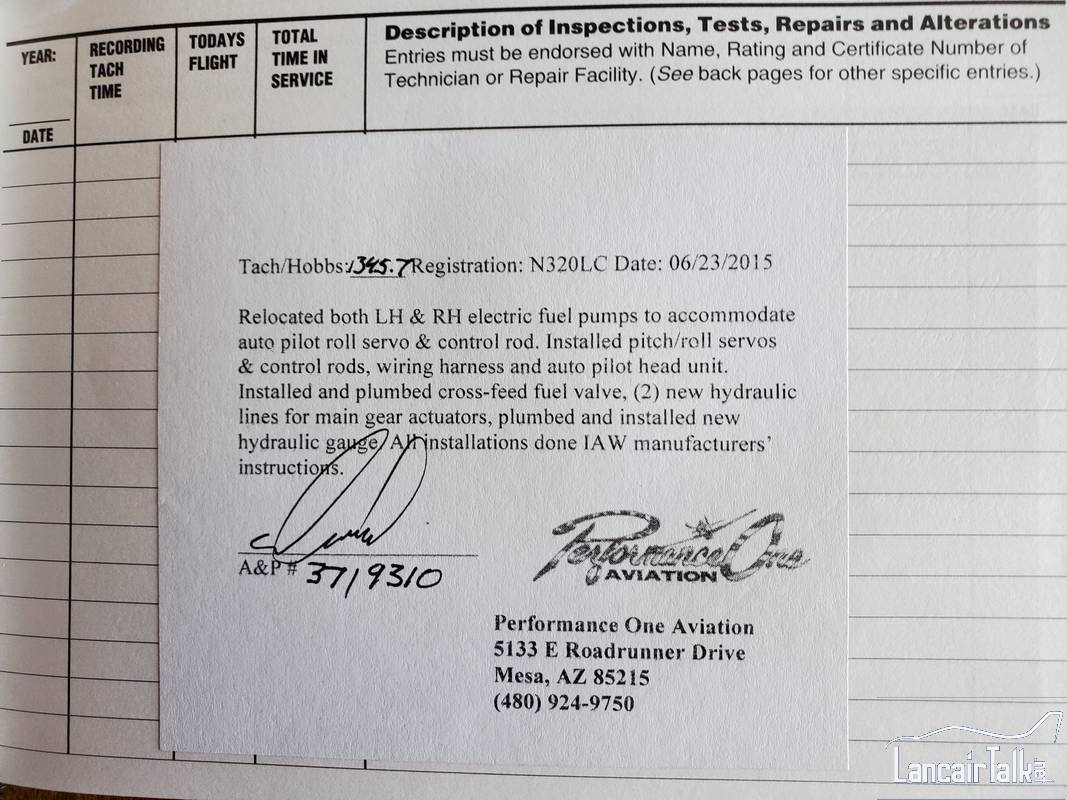 YEAR:
DATE
RECORDING
TACH
TIME
TODAYS
FLIGHT
TOTAL
TIME IN
SERVICE
Description of Inspections, Tests, Repairs and Alterations
Entries must be endorsed with Name, Rating and Certificate Number of
Technician or Repair Facility. (See back pages for other specific entries.)
Tach/Hobbs:1345.7 Registration: N320LC Date: 06/23/2015
Relocated both LH & RH electric fuel pumps to accommodate
auto pilot roll servo & control rod. Installed pitch/roll servos
& control rods, wiring harness and auto pilot head unit.
Installed and plumbed cross-feed fuel valve, (2) new hydraulic
lines for main gear actuators, plumbed and installed new
hydraulic gauge. All installations done IAW manufacturers'
instructions.
A&P # 3719310
Performance One
AVIATION
Performance One Aviation
5133 E Roadrunner Drive
Mesa, AZ 85215
(480) 924-9750
LancairTalk.net